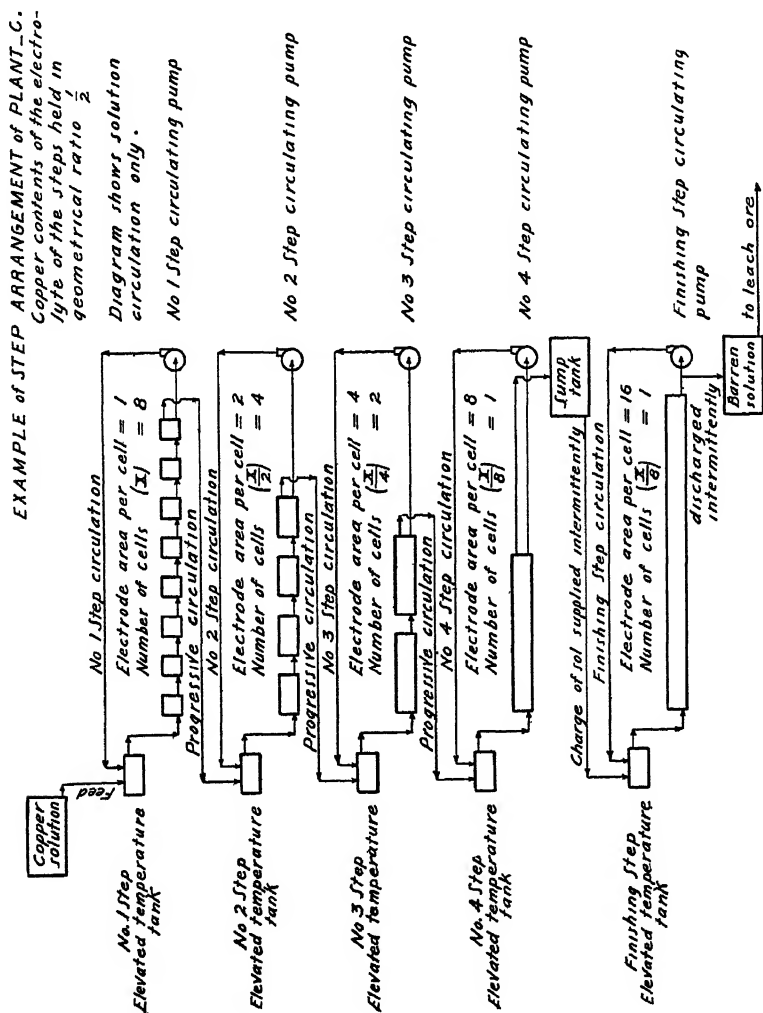 EXAMPLE of STEP ARRANGEMENT of PLANT_C.
Copper contents of the electro-
lyte of the steps held in
geometrical ratio 1/2
Diagram shows solution
circulation only.
Copper
solution
Feed
No.1 Step
Elevated temperature
tank
No 1 Step circulation
Electrode area per cell = 1
Number of cells (X) = 8
No 1 Step circulating pump
Progressive circulation
No 2 Step
Elevated temperature
tank
No 2 Step circulation
Electrode area per cell = 2
Number of cells (X/2) = 4
No 2 Step circulating pump
Progressive circulation
No 3 Step
Elevated temperature
No 3 Step circulation
Electrode area per cell = 4
Number of cells (X/4) = 2
No 3 Step circulating pump
Progressive circulation
No. 4 Step
Elevated temperature
tank
No 4 Step circulation
Electrode area per cell = 8
Number of cells (X/8) = 1
No 4 Step circulating pump
Sump
tank
Charge of sol supplied intermittently
Finishing Step
Elevated temperature
tank
Finishing Step circulation
Electrode area per cell = 16
Number of cells (X/8) = 1
Finishing Step circulating
pump
discharged
intermittently
Barren
solution
to leach ore